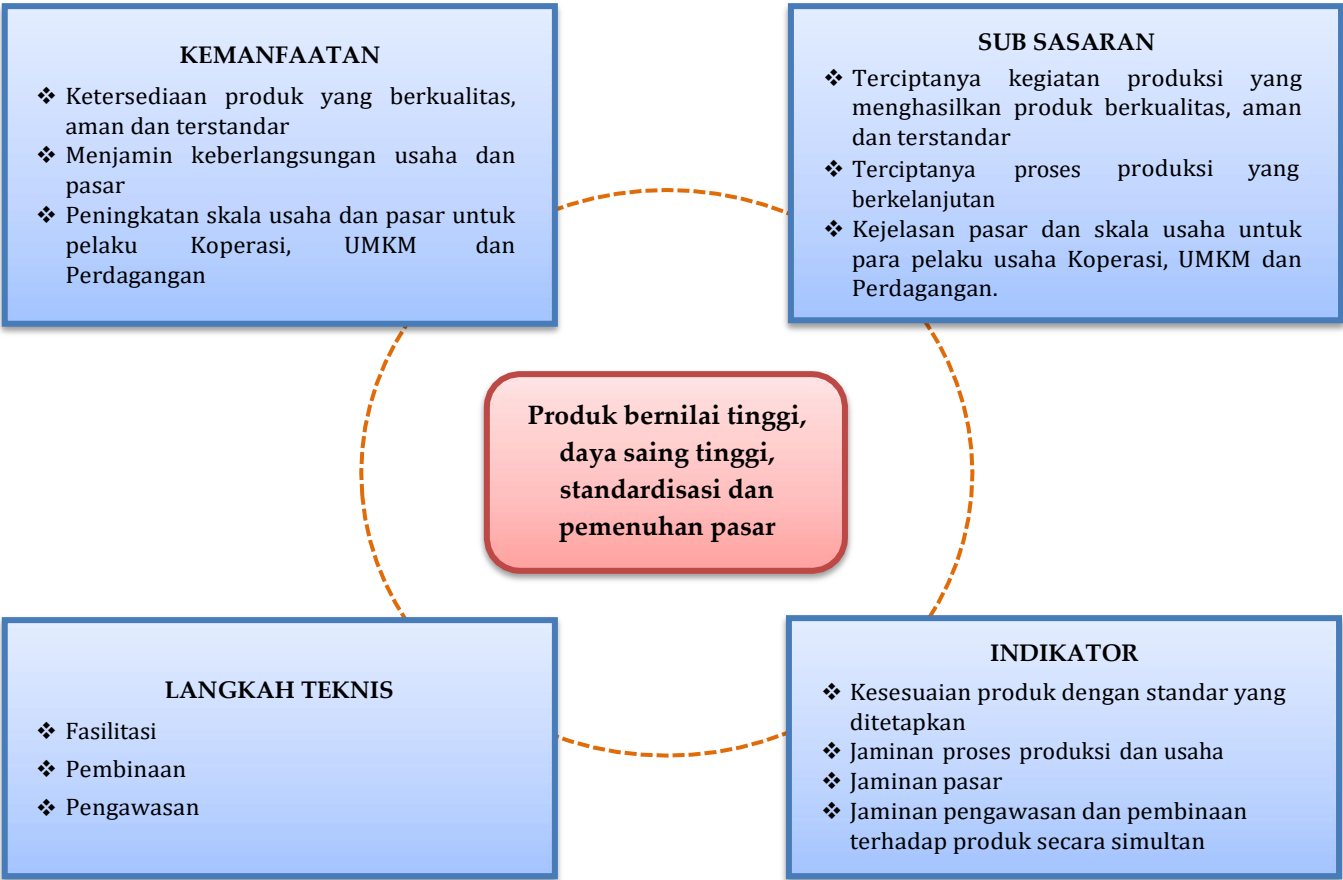 KEMANFAATAN
❖ Ketersediaan produk yang berkualitas,
aman dan terstandar
❖ Menjamin keberlangsungan usaha dan
pasar
❖ Peningkatan skala usaha dan pasar untuk
pelaku Koperasi, UMKM dan
Perdagangan
SUB SASARAN
❖ Terciptanya kegiatan produksi yang
menghasilkan produk berkualitas, aman
dan terstandar
❖ Terciptanya proses produksi yang
berkelanjutan
❖ Kejelasan pasar dan skala usaha untuk
para pelaku usaha Koperasi, UMKM dan
Perdagangan.
Produk bernilai tinggi,
daya saing tinggi,
standardisasi dan
pemenuhan pasar
LANGKAH TEKNIS
❖ Fasilitasi
❖ Pembinaan
❖ Pengawasan
INDIKATOR
❖ Kesesuaian produk dengan standar yang
ditetapkan
❖ Jaminan proses produksi dan usaha
❖ Jaminan pasar
❖ Jaminan pengawasan dan pembinaan
terhadap produk secara simultan